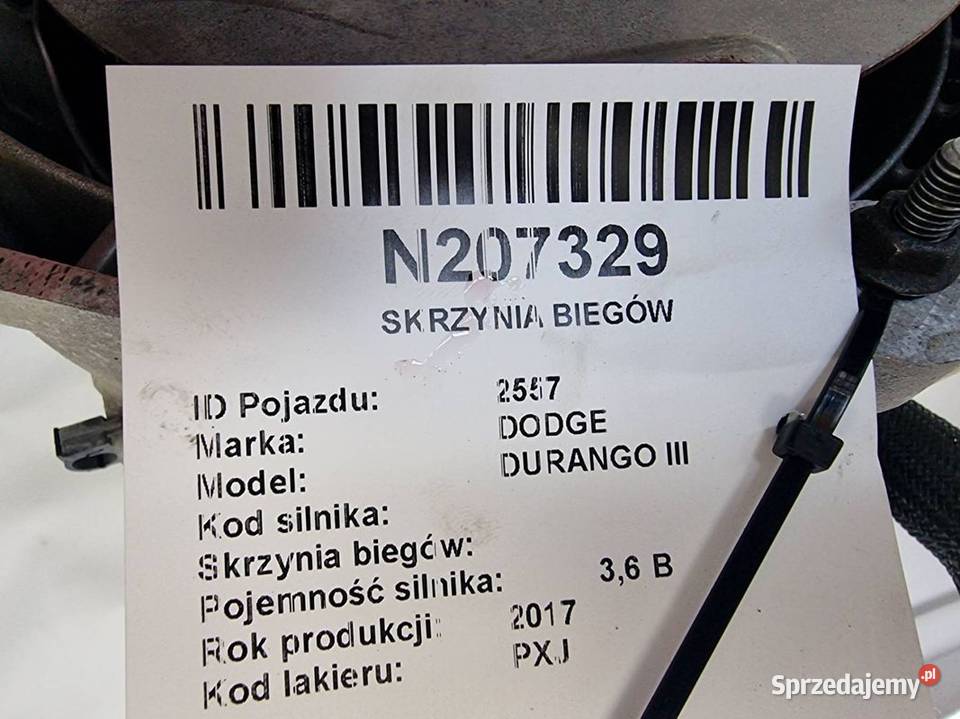 N207329
SKRZYNIA BIEGÓW
ID Pojazdu: 2557
Marka: DODGE
Model: DURANGO III
Kod silnika:
Skrzynia biegów:
Pojemność silnika: 3,6 B
Rok produkcji: 2017
Kod lakieru: PXJ
Sprzedajemy.pl